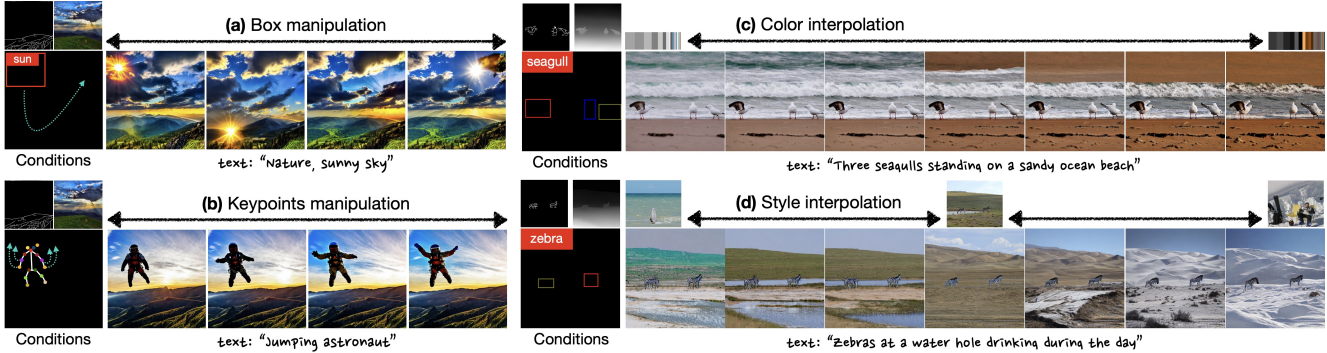 (a) Box manipulation
sun
Conditions
text: "Nature, sunny sky"
(b) Keypoints manipulation
Conditions
text: "Jumping astronaut"
(c) Color interpolation
seagull
Conditions
text: "Three seagulls standing on a sandy ocean beach"
(d) Style interpolation
zebra
Conditions
text: "Zebras at a water hole drinking during the day"